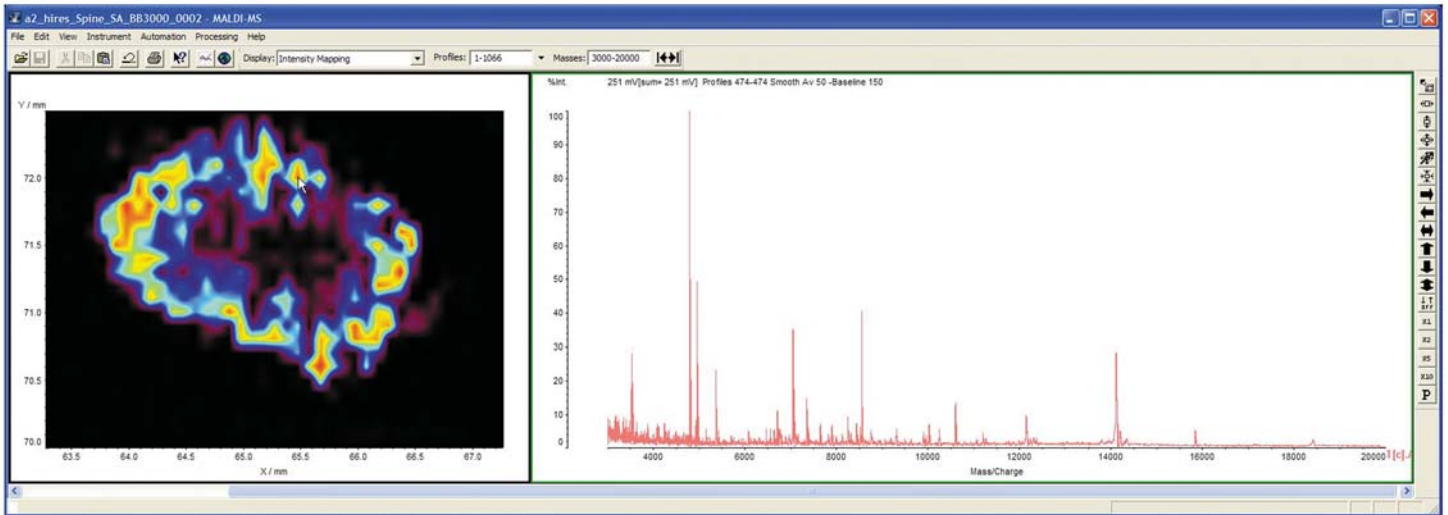 a2_hires_Spine_SA_BB3000_0002 - MALDI-MS
File Edit View Instrument Automation Processing Help
Display: Intensity Mapping Profiles: 1-1066 Masses: 3000-20000
%Int. 251 mV[sum= 251 mV] Profiles 474-474 Smooth Av 50 -Baseline 150
Y / mm
72.0
71.5
71.0
70.5
70.0
63.5 64.0 64.5 65.0 65.5 66.0 66.5 67.0
X / mm
100
90
80
70
60
50
40
30
20
10
0
4000 6000 8000 10000 12000 14000 16000 18000 20000
Mass/Charge
OFF
X1
X2
X5
X10
P